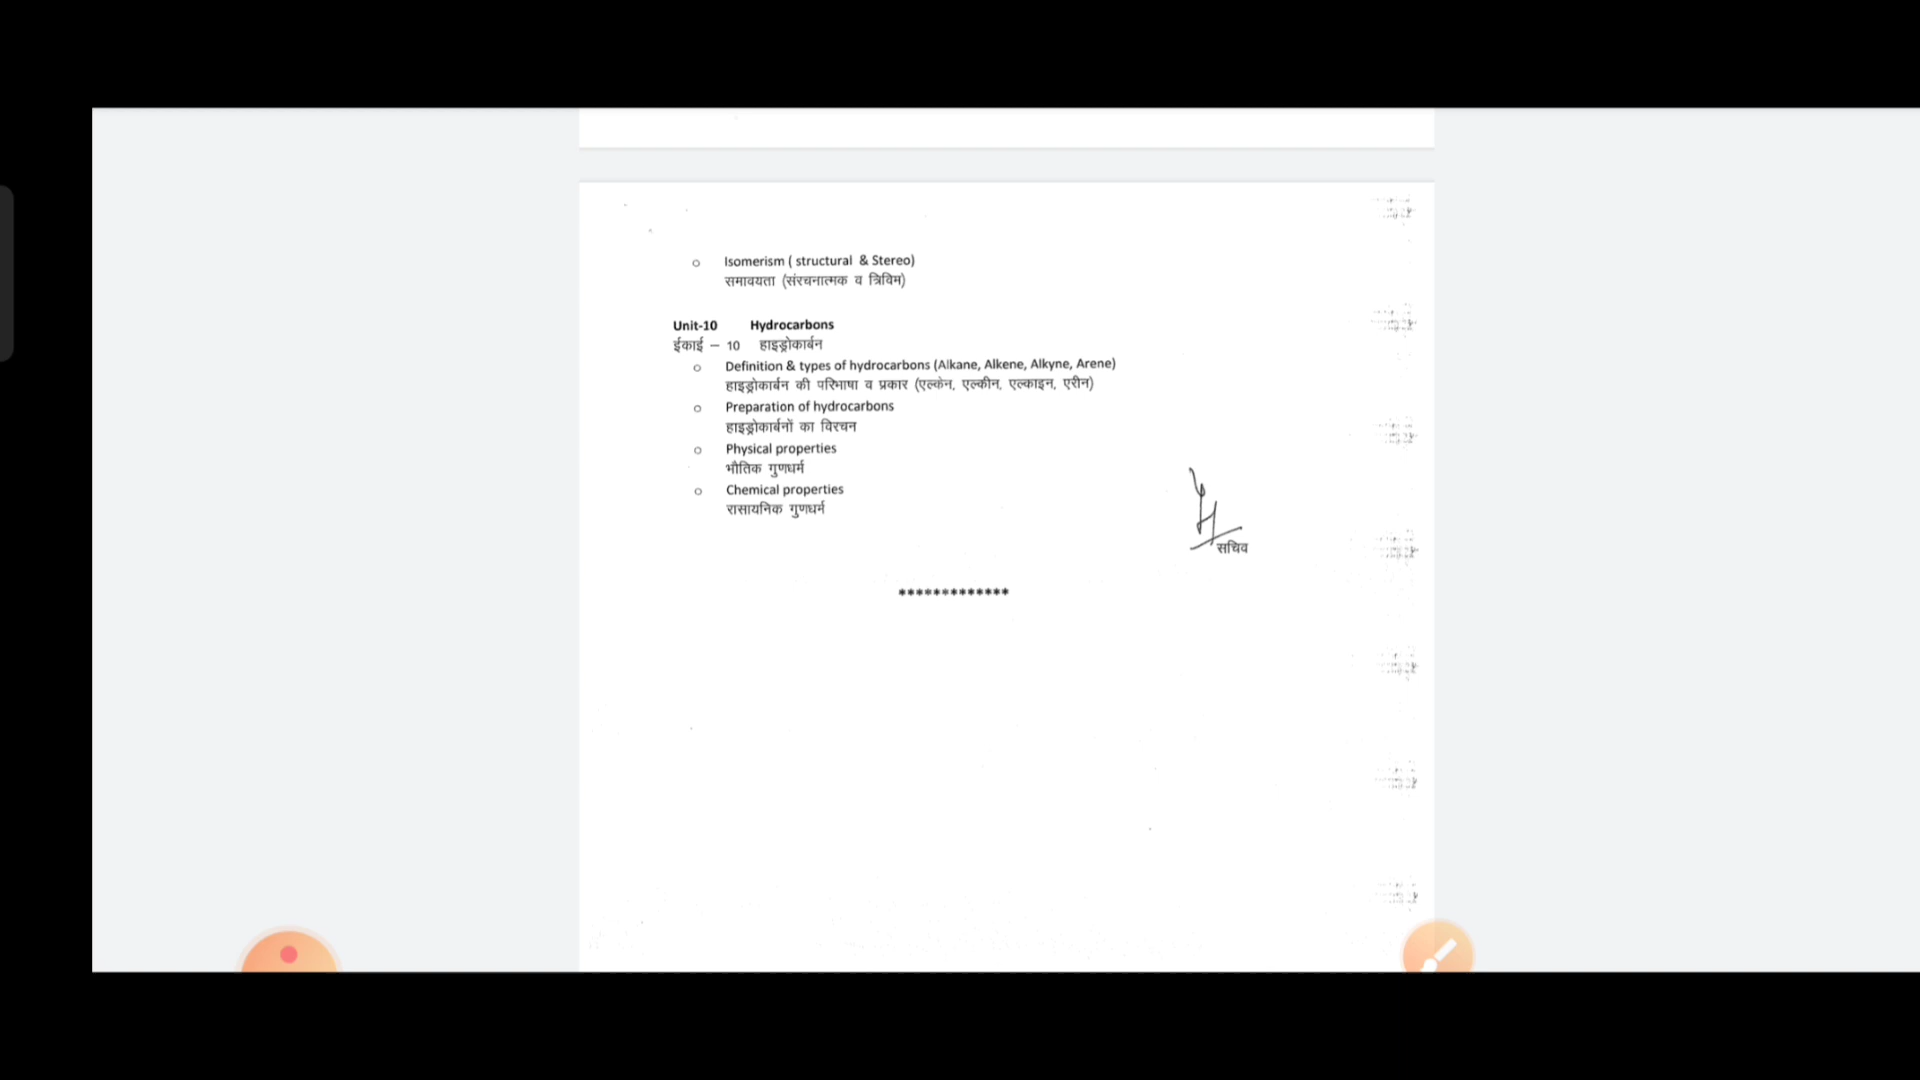 o Isomerism ( structural & Stereo)
समावयता (संरचनात्मक व त्रिविम)
Unit-10 Hydrocarbons
ईकाई – 10 हाइड्रोकार्बन
o Definition & types of hydrocarbons (Alkane, Alkene, Alkyne, Arene)
हाइड्रोकार्बन की परिभाषा व प्रकार (एल्केन, एल्कीन, एल्काइन, एरीन)
o Preparation of hydrocarbons
हाइड्रोकार्बनों का विरचन
o Physical properties
भौतिक गुणधर्म
o Chemical properties
रासायनिक गुणधर्म
सचिव
*************